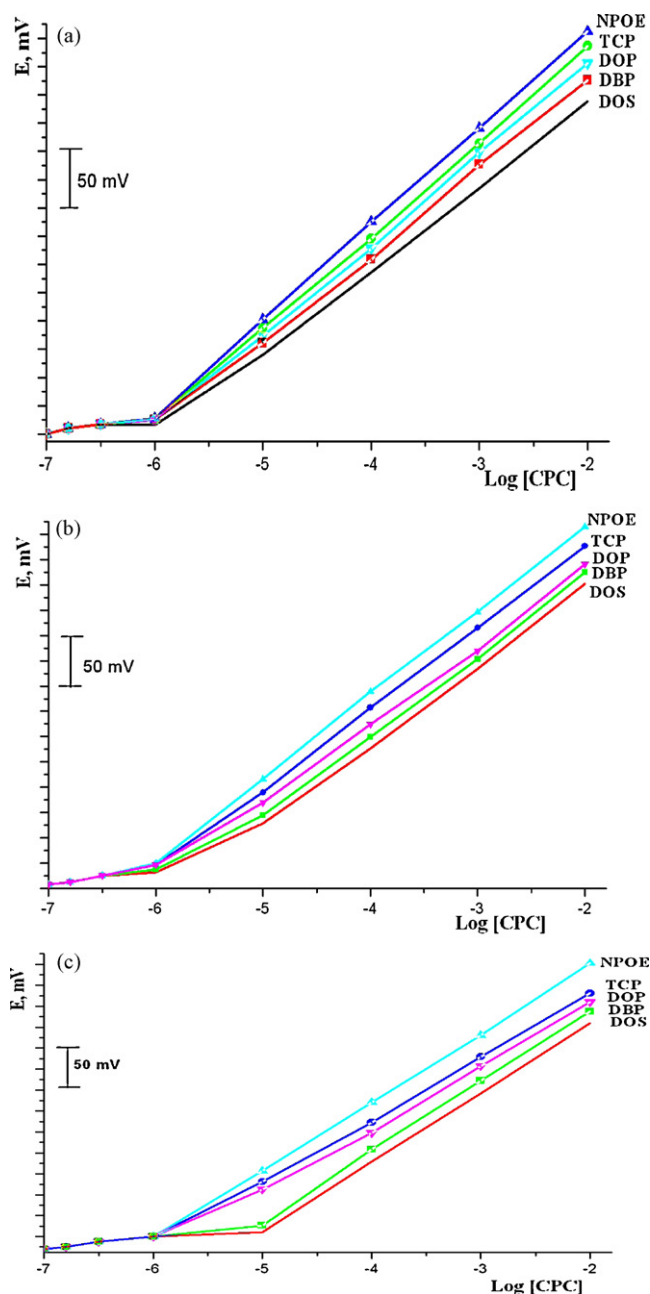 (a)
E, mV
50 mV
NPOE
TCP
DOP
DBP
DOS
-7 -6 -5 -4 -3 -2
Log [CPC]
(b)
E, mV
50 mV
NPOE
TCP
DOP
DBP
DOS
-7 -6 -5 -4 -3 -2
Log [CPC]
(c)
E, mV
50 mV
NPOE
TCP
DOP
DBP
DOS
-7 -6 -5 -4 -3 -2
Log [CPC]